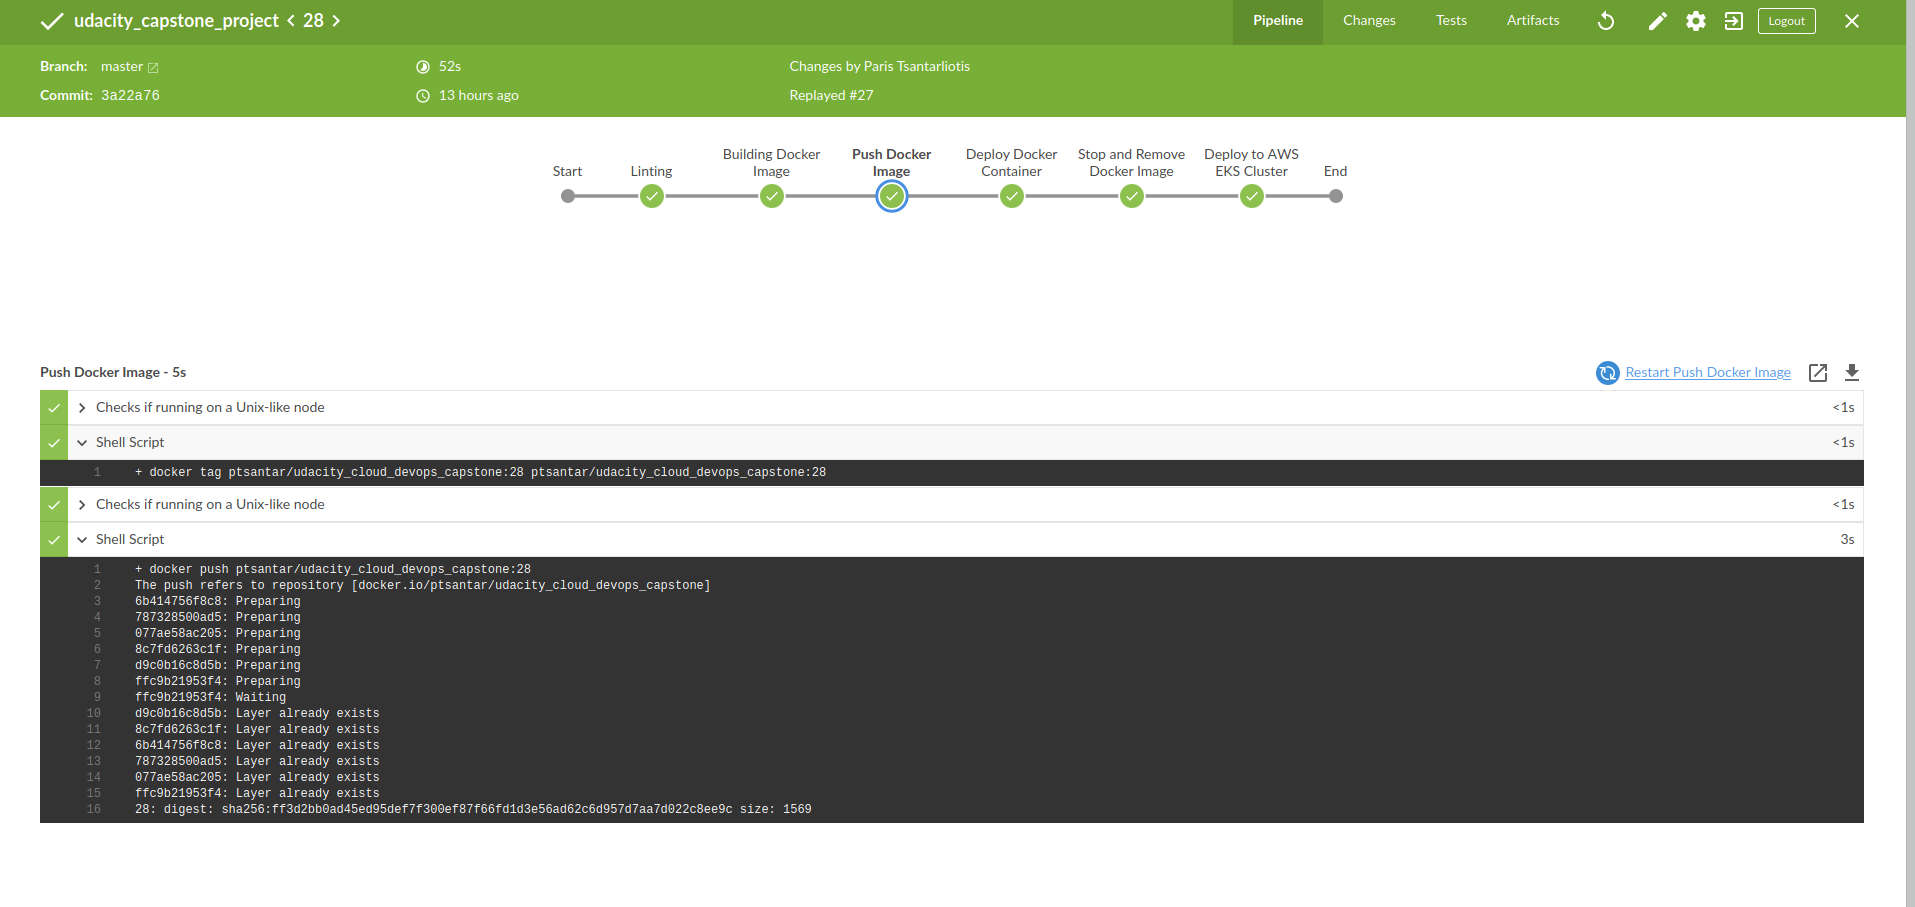 udacity_capstone_project < 28 >
Pipeline
Changes
Tests
Artifacts
Logout
Branch: master
52s
Changes by Paris Tsantarliotis
Commit: 3a22a76
13 hours ago
Replayed #27
Start
Linting
Building Docker
Image
Push Docker
Image
Deploy Docker
Container
Stop and Remove
Docker Image
Deploy to AWS
EKS Cluster
End
Push Docker Image - 5s
Restart Push Docker Image
Checks if running on a Unix-like node <1s
Shell Script <1s
1 + docker tag ptsantar/udacity_cloud_devops_capstone:28 ptsantar/udacity_cloud_devops_capstone:28
Checks if running on a Unix-like node <1s
Shell Script 3s
1 + docker push ptsantar/udacity_cloud_devops_capstone:28
2 The push refers to repository [docker.io/ptsantar/udacity_cloud_devops_capstone]
3 6b414756f8c8: Preparing
4 787328500ad5: Preparing
5 077ae58ac205: Preparing
6 8c7fd6263c1f: Preparing
7 d9c0b16c8d5b: Preparing
8 ffc9b21953f4: Preparing
9 ffc9b21953f4: Waiting
10 d9c0b16c8d5b: Layer already exists
11 8c7fd6263c1f: Layer already exists
12 6b414756f8c8: Layer already exists
13 787328500ad5: Layer already exists
14 077ae58ac205: Layer already exists
15 ffc9b21953f4: Layer already exists
16 28: digest: sha256:ff3d2bb0ad45ed95def7f300ef87f66fd1d3e56ad62c6d957d7aa7d022c8ee9c size: 1569